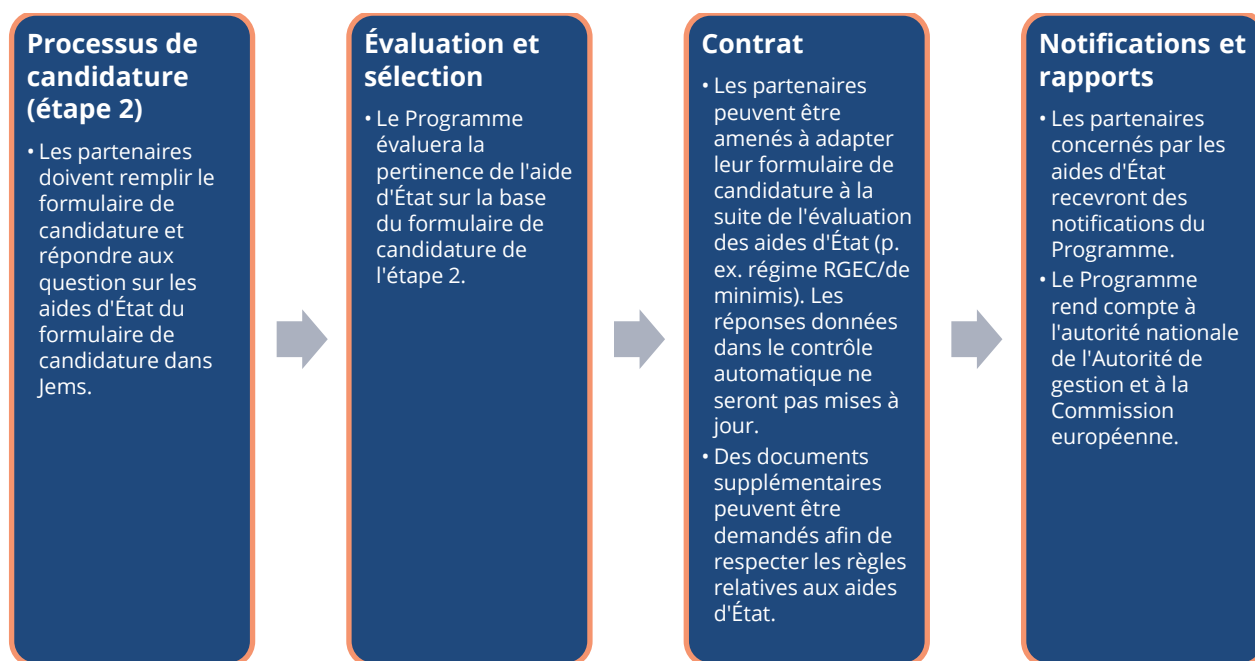 Processus de
candidature
(étape 2)
• Les partenaires
doivent remplir le
formulaire de
candidature et
répondre aux
question sur les
aides d'État du
formulaire de
candidature dans
Jems.
Évaluation et
sélection
• Le Programme
évaluera la
pertinence de l'aide
d'État sur la base
du formulaire de
candidature de
l'étape 2.
Contrat
• Les partenaires
peuvent être
amenés à adapter
leur formulaire de
candidature à la
suite de l'évaluation
des aides d'État (p.
ex. régime RGEC/de
minimis). Les
réponses données
dans le contrôle
automatique ne
seront pas mises à
jour.
• Des documents
supplémentaires
peuvent être
demandés afin de
respecter les règles
relatives aux aides
d'État.
Notifications et
rapports
• Les partenaires
concernés par les
aides d'État
recevront des
notifications du
Programme.
• Le Programme
rend compte à
l'autorité nationale
de l'Autorité de
gestion et à la
Commission
européenne.